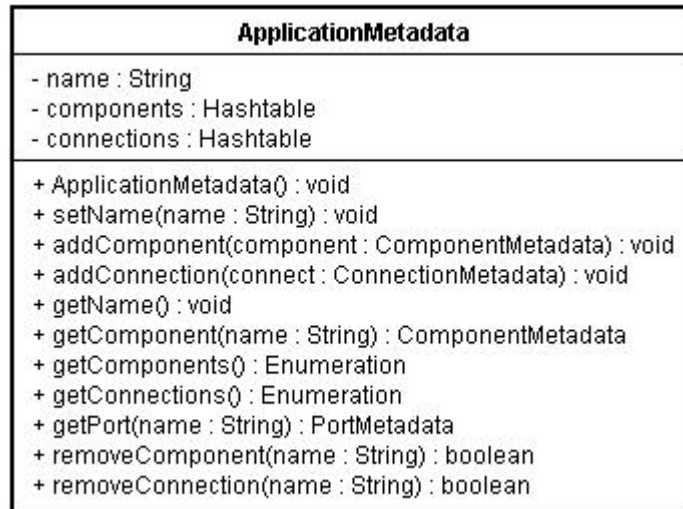 ApplicationMetadata
- name : String
- components : Hashtable
- connections : Hashtable
+ ApplicationMetadata() : void
+ setName(name : String) : void
+ addComponent(component : ComponentMetadata) : void
+ addConnection(connect : ConnectionMetadata) : void
+ getName() : void
+ getComponent(name : String) : ComponentMetadata
+ getComponents() : Enumeration
+ getConnections() : Enumeration
+ getPort(name : String) : PortMetadata
+ removeComponent(name : String) : boolean
+ removeConnection(name : String) : boolean